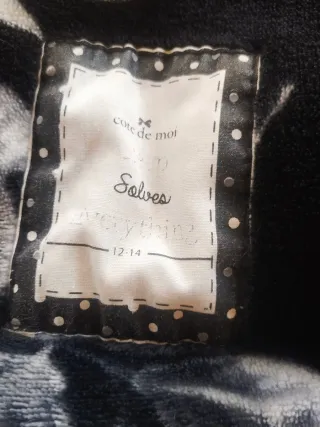 cote de moi
Solves
everything
12-14